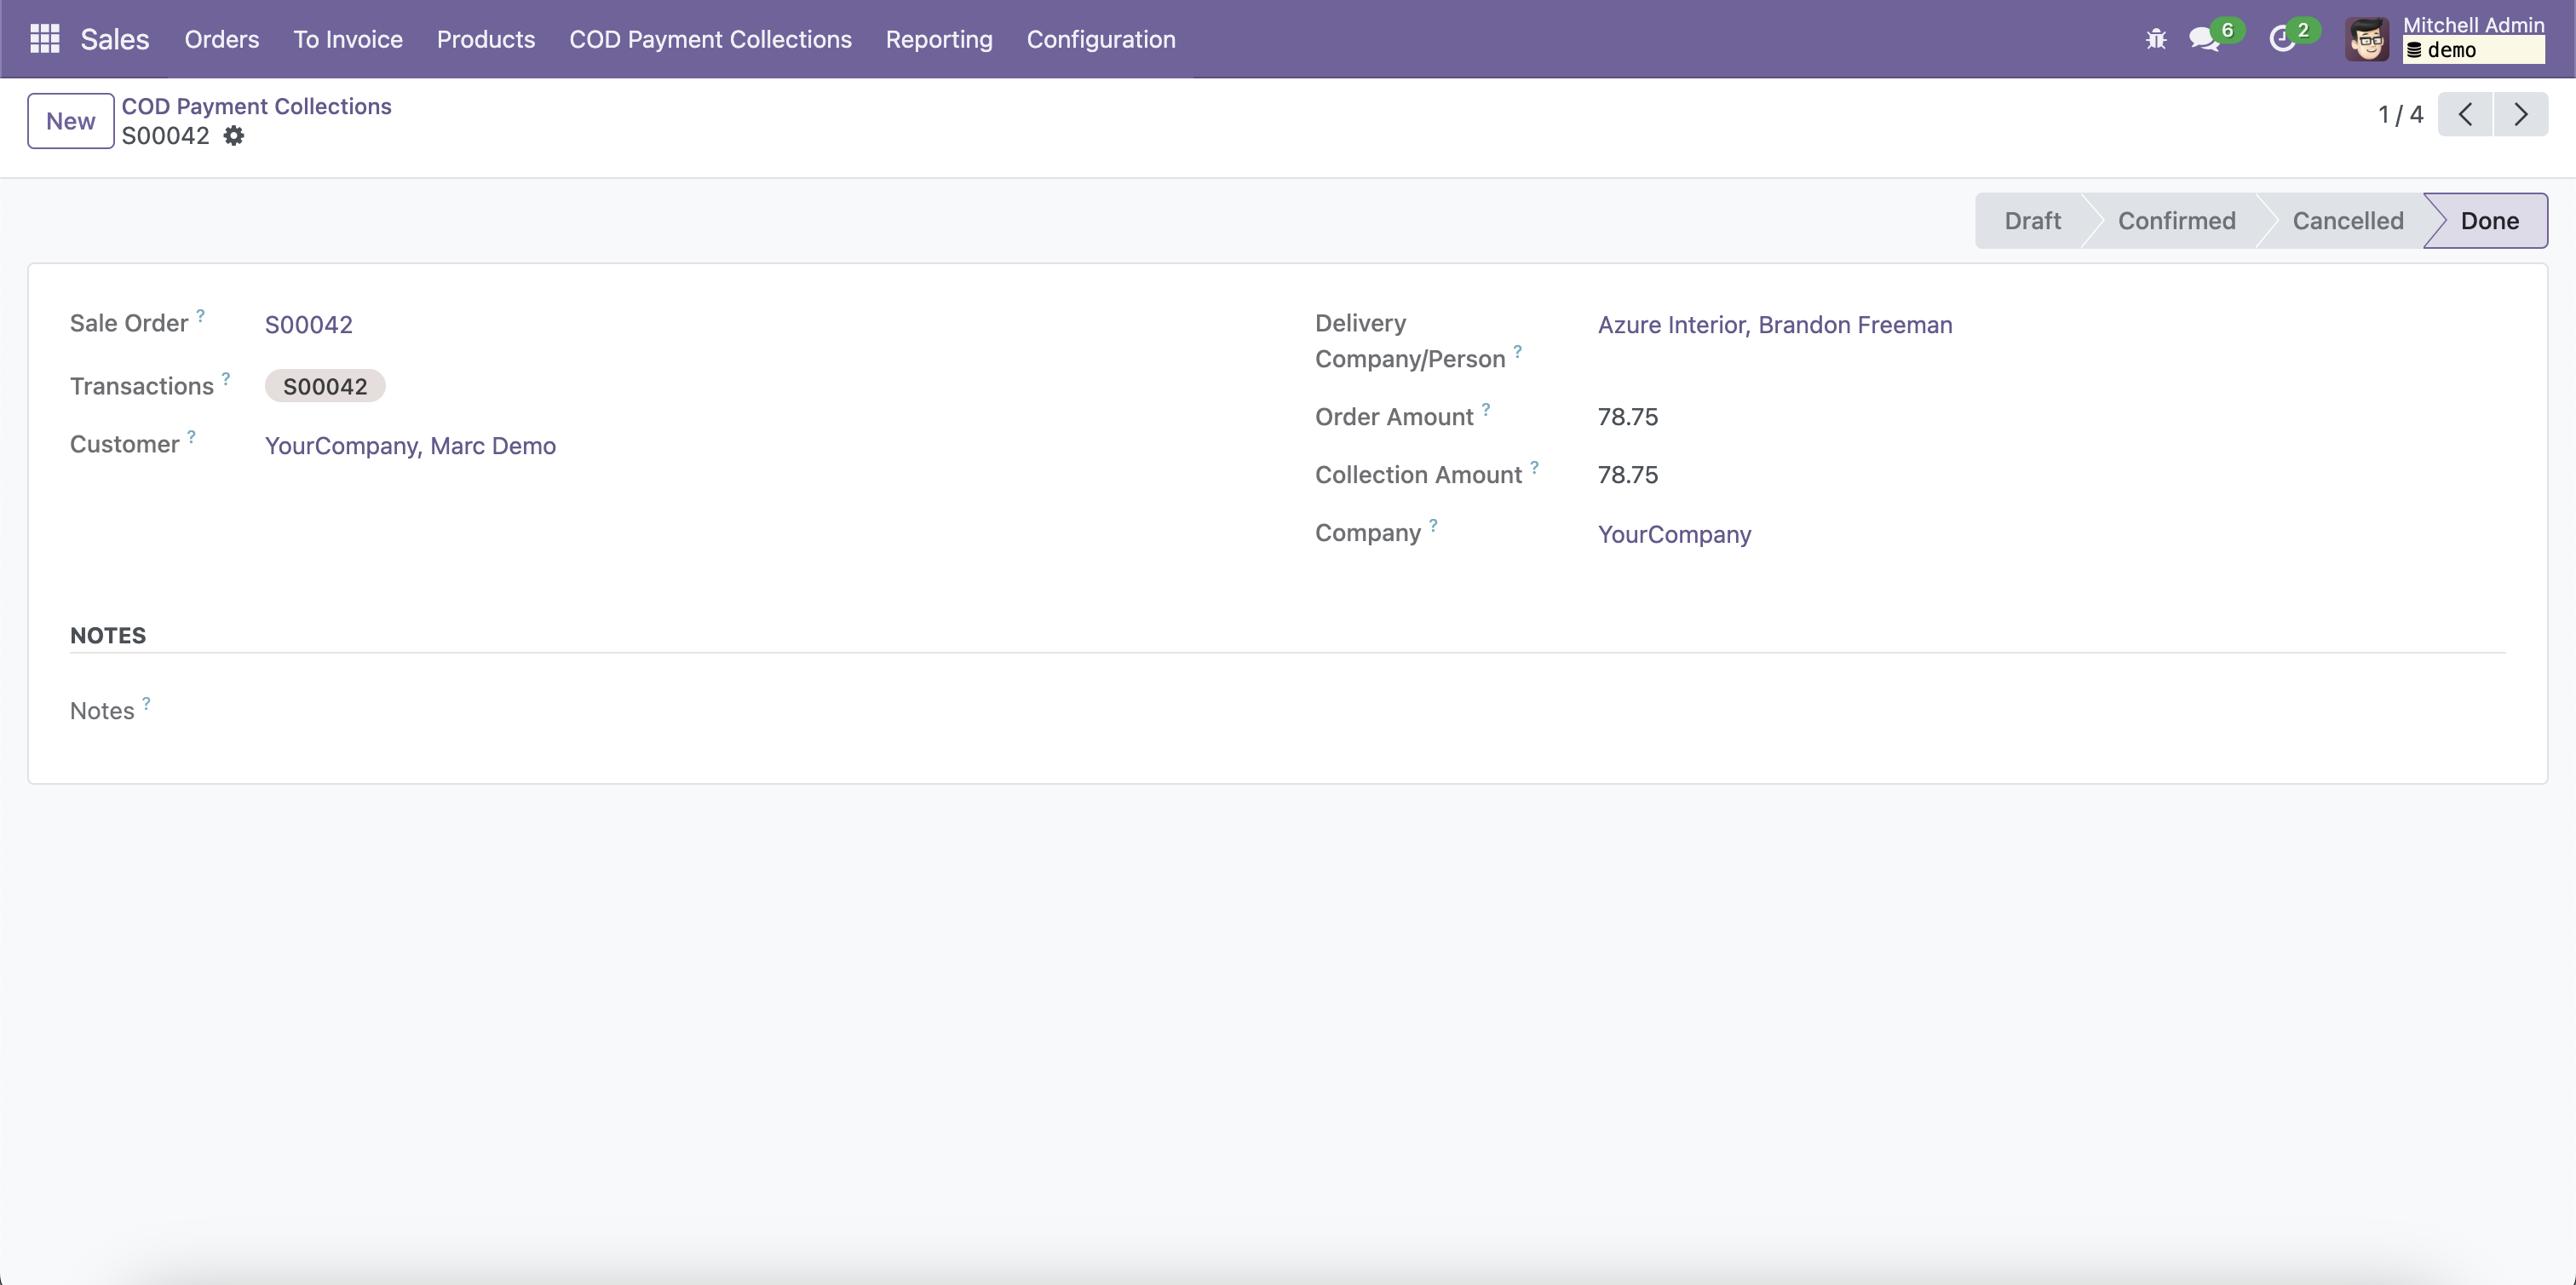 Sales Orders To Invoice Products COD Payment Collections Reporting Configuration 6 2 Mitchell Admin
demo
New COD Payment Collections
S00042
1 / 4
Draft Confirmed Cancelled Done
Sale Order ? S00042
Transactions ? S00042
Customer ? YourCompany, Marc Demo
Delivery
Company/Person ? Azure Interior, Brandon Freeman
Order Amount ? 78.75
Collection Amount ? 78.75
Company ? YourCompany
NOTES
Notes ?